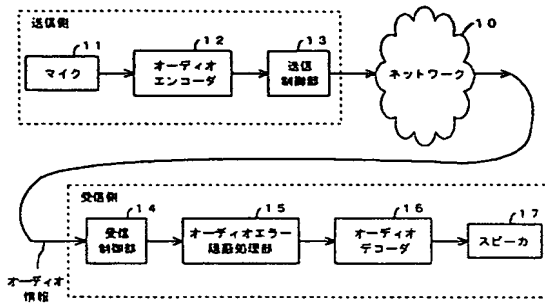 送信側
11
マイク
12
オーディオ
エンコーダ
13
送信
制御部
10
ネットワーク
受信側
14
受信
制御部
15
オーディオエラー
隠蔽処理部
16
オーディオ
デコーダ
17
スピーカ
オーディオ
情報